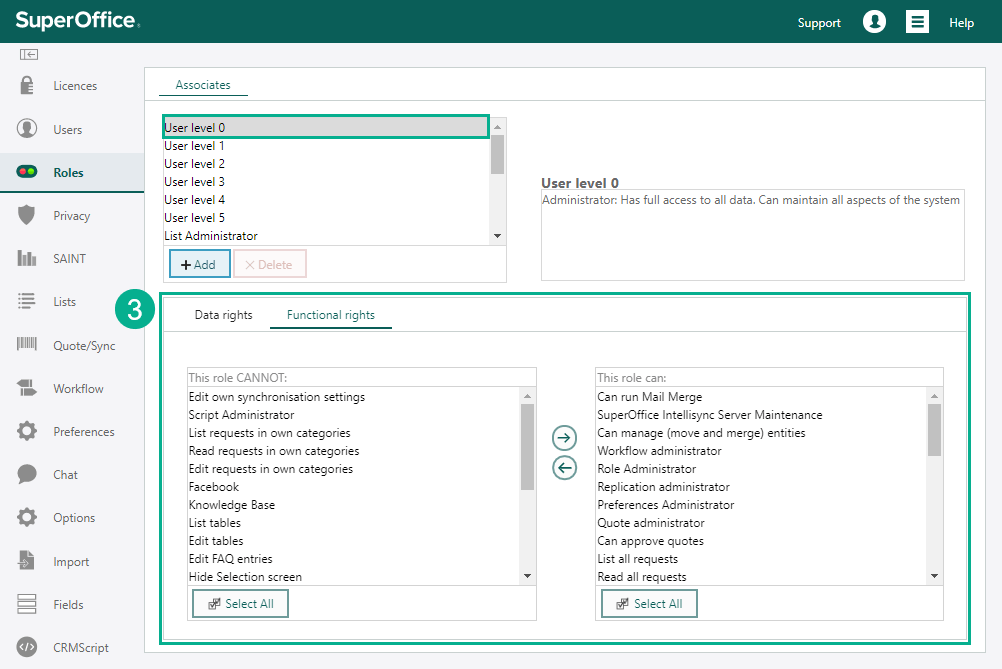 SuperOffice.
Support
Help
Licences
Users
Roles
Privacy
SAINT
Lists
Quote/Sync
Workflow
Preferences
Chat
Options
Import
Fields
CRMScript
Associates
User level 0
User level 1
User level 2
User level 3
User level 4
User level 5
List Administrator
+ Add
× Delete
User level 0
Administrator: Has full access to all data. Can maintain all aspects of the system
3
Data rights
Functional rights
This role CANNOT:
Edit own synchronisation settings
Script Administrator
List requests in own categories
Read requests in own categories
Edit requests in own categories
Facebook
Knowledge Base
List tables
Edit tables
Edit FAQ entries
Hide Selection screen
Select All
This role can:
Can run Mail Merge
SuperOffice Intellisync Server Maintenance
Can manage (move and merge) entities
Workflow administrator
Role Administrator
Replication administrator
Preferences Administrator
Quote administrator
Can approve quotes
List all requests
Read all requests
Select All